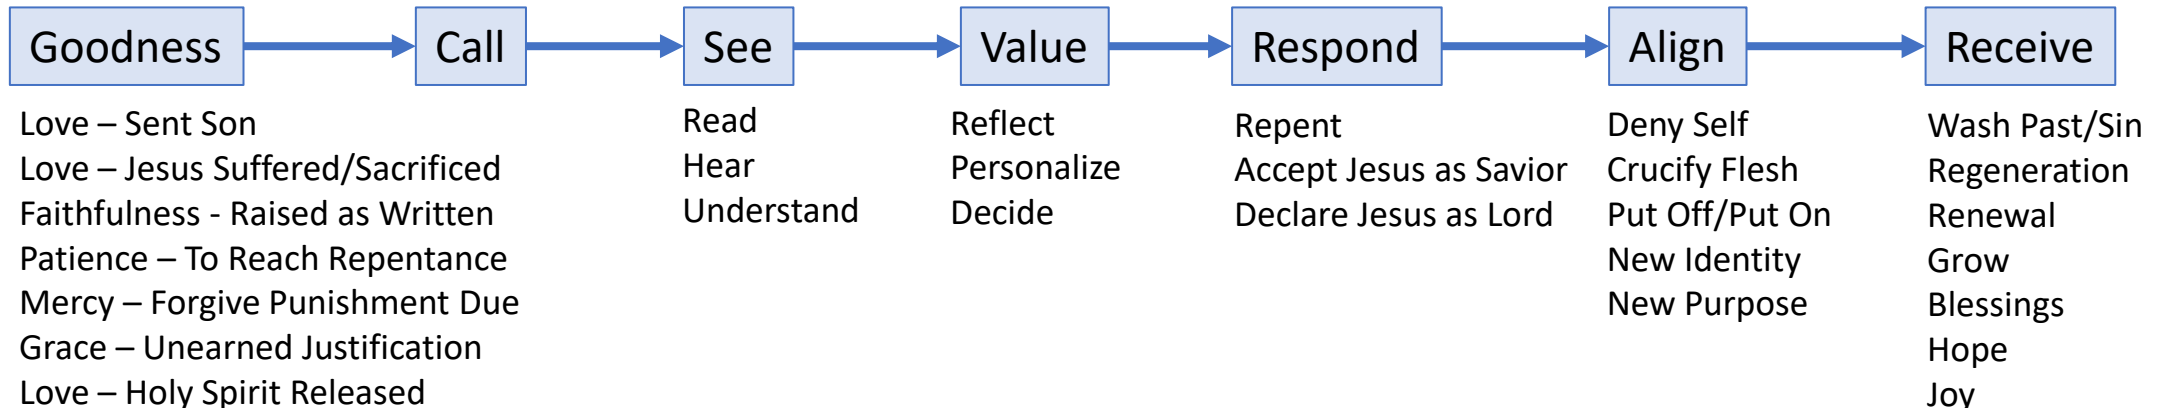 Goodness
Call
See
Value
Respond
Align
Receive
Love – Sent Son
Love – Jesus Suffered/Sacrificed
Faithfulness - Raised as Written
Patience – To Reach Repentance
Mercy – Forgive Punishment Due
Grace – Unearned Justification
Love – Holy Spirit Released
Read
Hear
Understand
Reflect
Personalize
Decide
Repent
Accept Jesus as Savior
Declare Jesus as Lord
Deny Self
Crucify Flesh
Put Off/Put On
New Identity
New Purpose
Wash Past/Sin
Regeneration
Renewal
Grow
Blessings
Hope
Joy